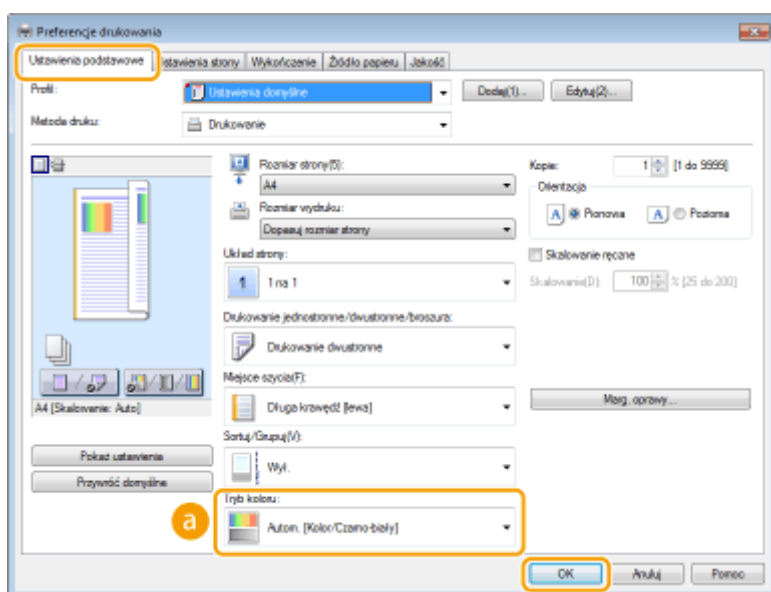 Preferencje drukowania
Ustawienia podstawowe Ustawienia strony Wykończenie Źródło papieru Jakość
Profil: Ustawienia domyślne Dodaj(1)... Edytuj(2)...
Metoda druku: Drukowanie
Rozmiar strony(5):
A4
Rozmiar wydruku:
Dopasuj rozmiar strony
Układ strony:
1 1 na 1
Drukowanie jednostronne/dwustronne/broszura:
Drukowanie dwustronne
Miejsce szycia(F):
Długa krawędź [lewa]
Sortuj/Grupuj(V):
Wył.
a
Tryb koloru:
Autom. [Kolor/Czarno-biały]
Kopie: 1 [1 do 9999]
Orientacja
A Pionowa A Pozioma
Skalowanie ręczne
Skalowanie(D): 100 % [25 do 200]
Marg. oprawy...
A4 [Skalowanie: Auto]
Pokaż ustawienia
Przywróć domyślne
OK Anuluj Pomoc